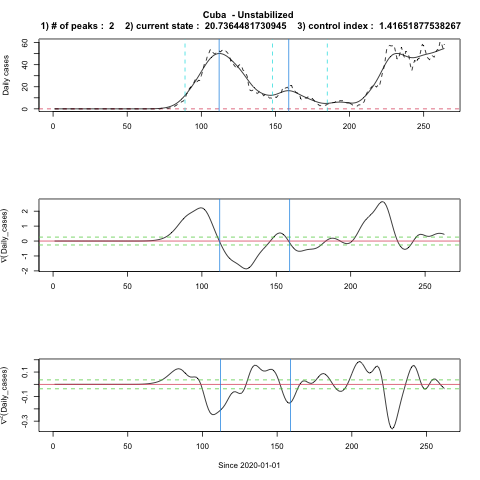 Cuba - Unstabilized
1) # of peaks : 2 2) current state : 20.7364481730945 3) control index : 1.41651877538267
Daily cases
60
40
20
0
0 50 100 150 200 250
∇(Daily_cases)
2
1
0
-1
-2
0 50 100 150 200 250
∇²(Daily_cases)
0.1
-0.1
-0.3
0 50 100 150 200 250
Since 2020-01-01